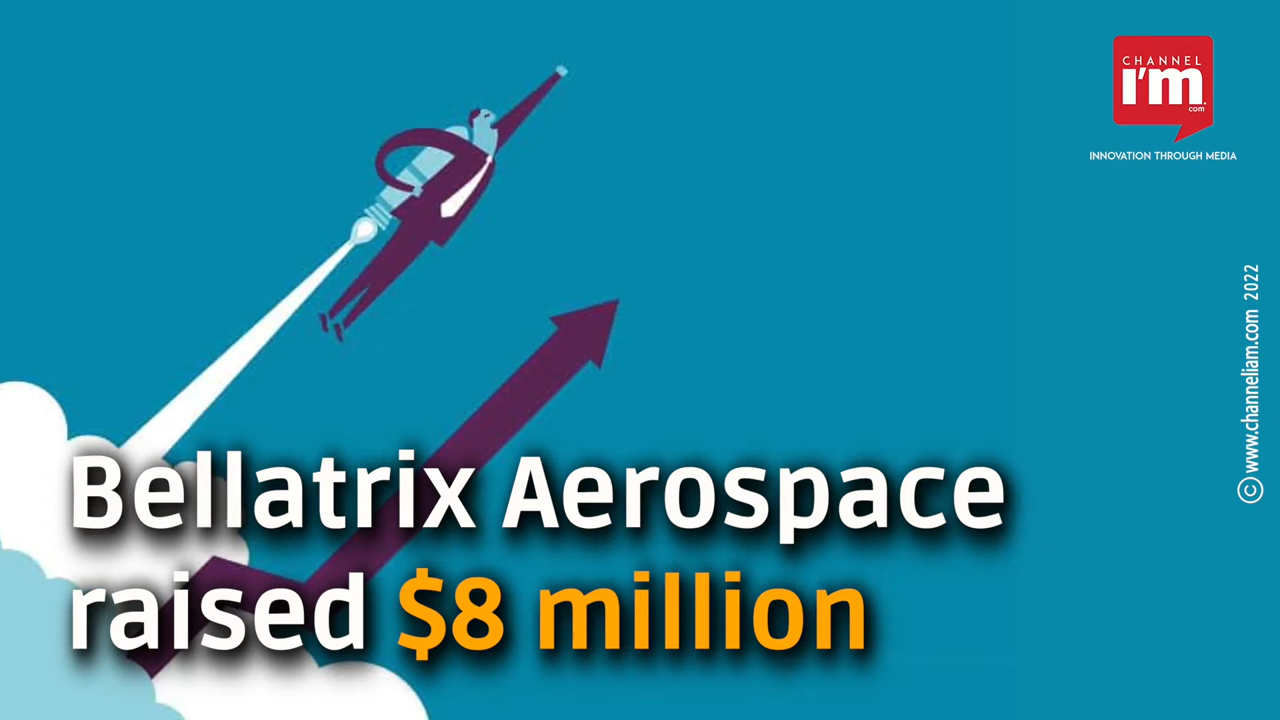 CHANNEL
I'm
.com
INNOVATION THROUGH MEDIA
© www.channeliam.com 2022
Bellatrix Aerospace
raised $8 million